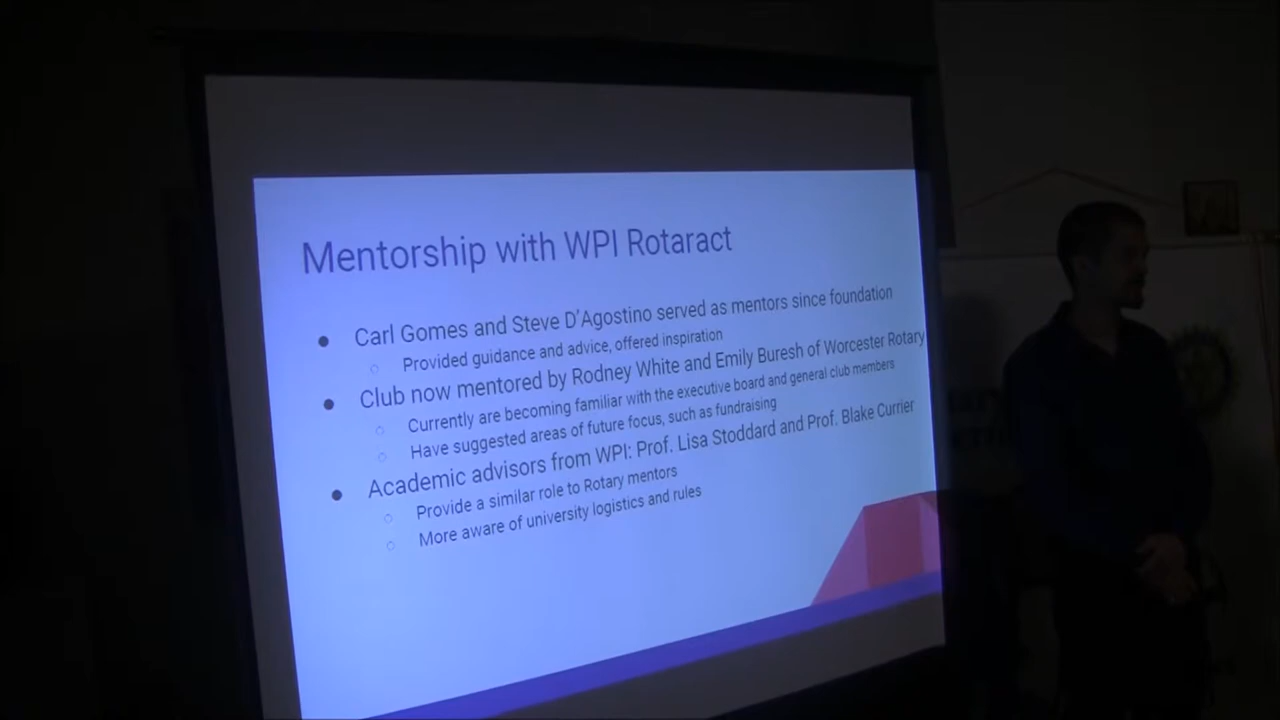 Mentorship with WPI Rotaract
Carl Gomes and Steve D'Agostino served as mentors since foundation
Provided guidance and advice, offered inspiration
Club now mentored by Rodney White and Emily Buresh of Worcester Rotary
Currently are becoming familiar with the executive board and general club members
Have suggested areas of future focus, such as fundraising
Academic advisors from WPI: Prof. Lisa Stoddard and Prof. Blake Currier
Provide a similar role to Rotary mentors
More aware of university logistics and rules